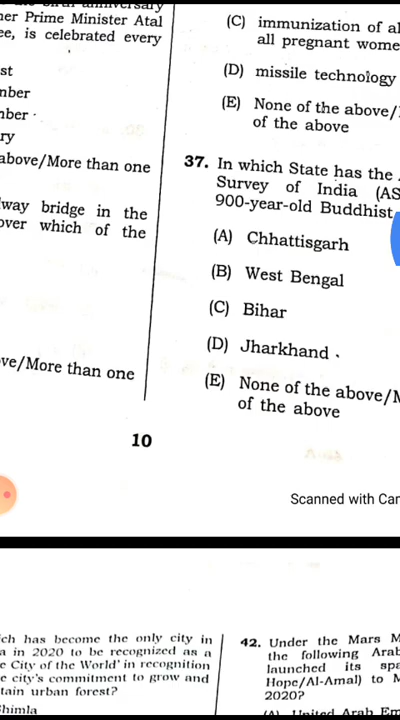 ner Prime Minister Atal
ee, is celebrated every
st
nber
nber
ry
above/More than one
way bridge in the
over which of the
ve/More than one
(C) immunization of al
all pregnant wome
(D) missile technology
(E) None of the above/
of the above
37. In which State has the
Survey of India (AS
900-year-old Buddhist
(A) Chhattisgarh
(B) West Bengal
(C) Bihar
(D) Jharkhand
(E) None of the above/M
of the above
10
Scanned with Car
ich has become the only city in
a in 2020 to be recognized as a
e City of the World' in recognition
e city's commitment to grow and
tain urban forest?
Shimla
42. Under the Mars M
the following Arab
launched its spa
Hope/Al-Amal) to M
2020?
(A) United Arab Em